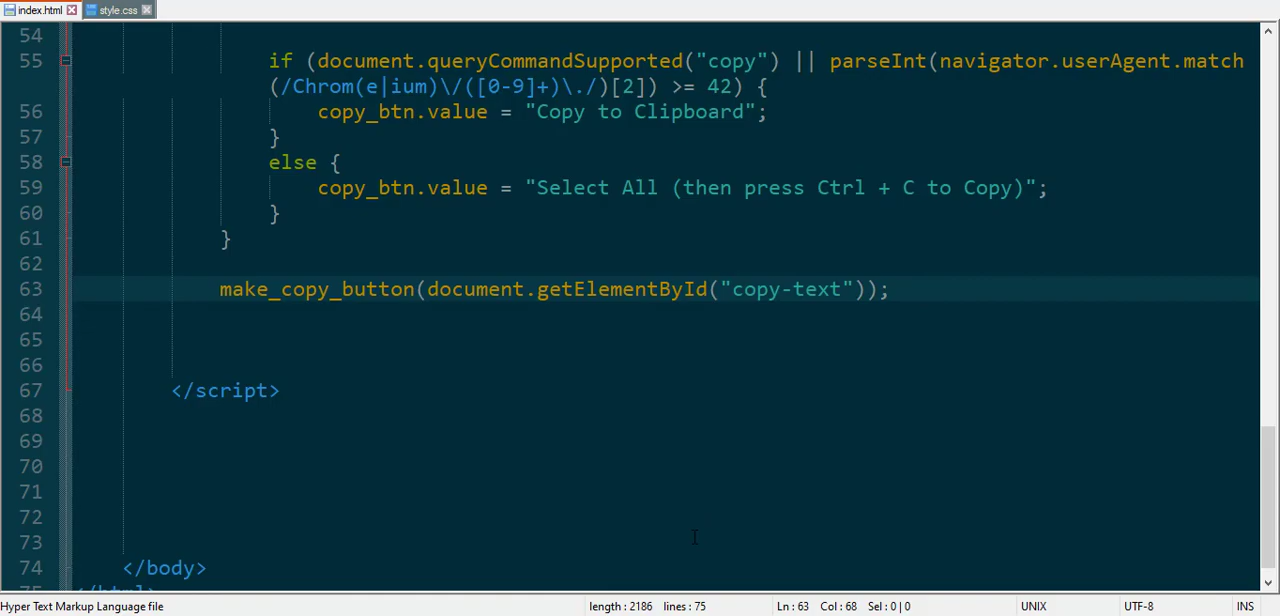 index.html style.css
54
55 if (document.queryCommandSupported("copy") || parseInt(navigator.userAgent.match
(/Chrom(e|ium)\/([0-9]+)\./)[2]) >= 42) {
56 copy_btn.value = "Copy to Clipboard";
57 }
58 else {
59 copy_btn.value = "Select All (then press Ctrl + C to Copy)";
60 }
61 }
62
63 make_copy_button(document.getElementById("copy-text"));
64
65
66
67 </script>
68
69
70
71
72
73
74 </body>
75 </html>
Hyper Text Markup Language file length : 2186 lines : 75 Ln : 63 Col : 68 Sel : 0 | 0 UNIX UTF-8 INS